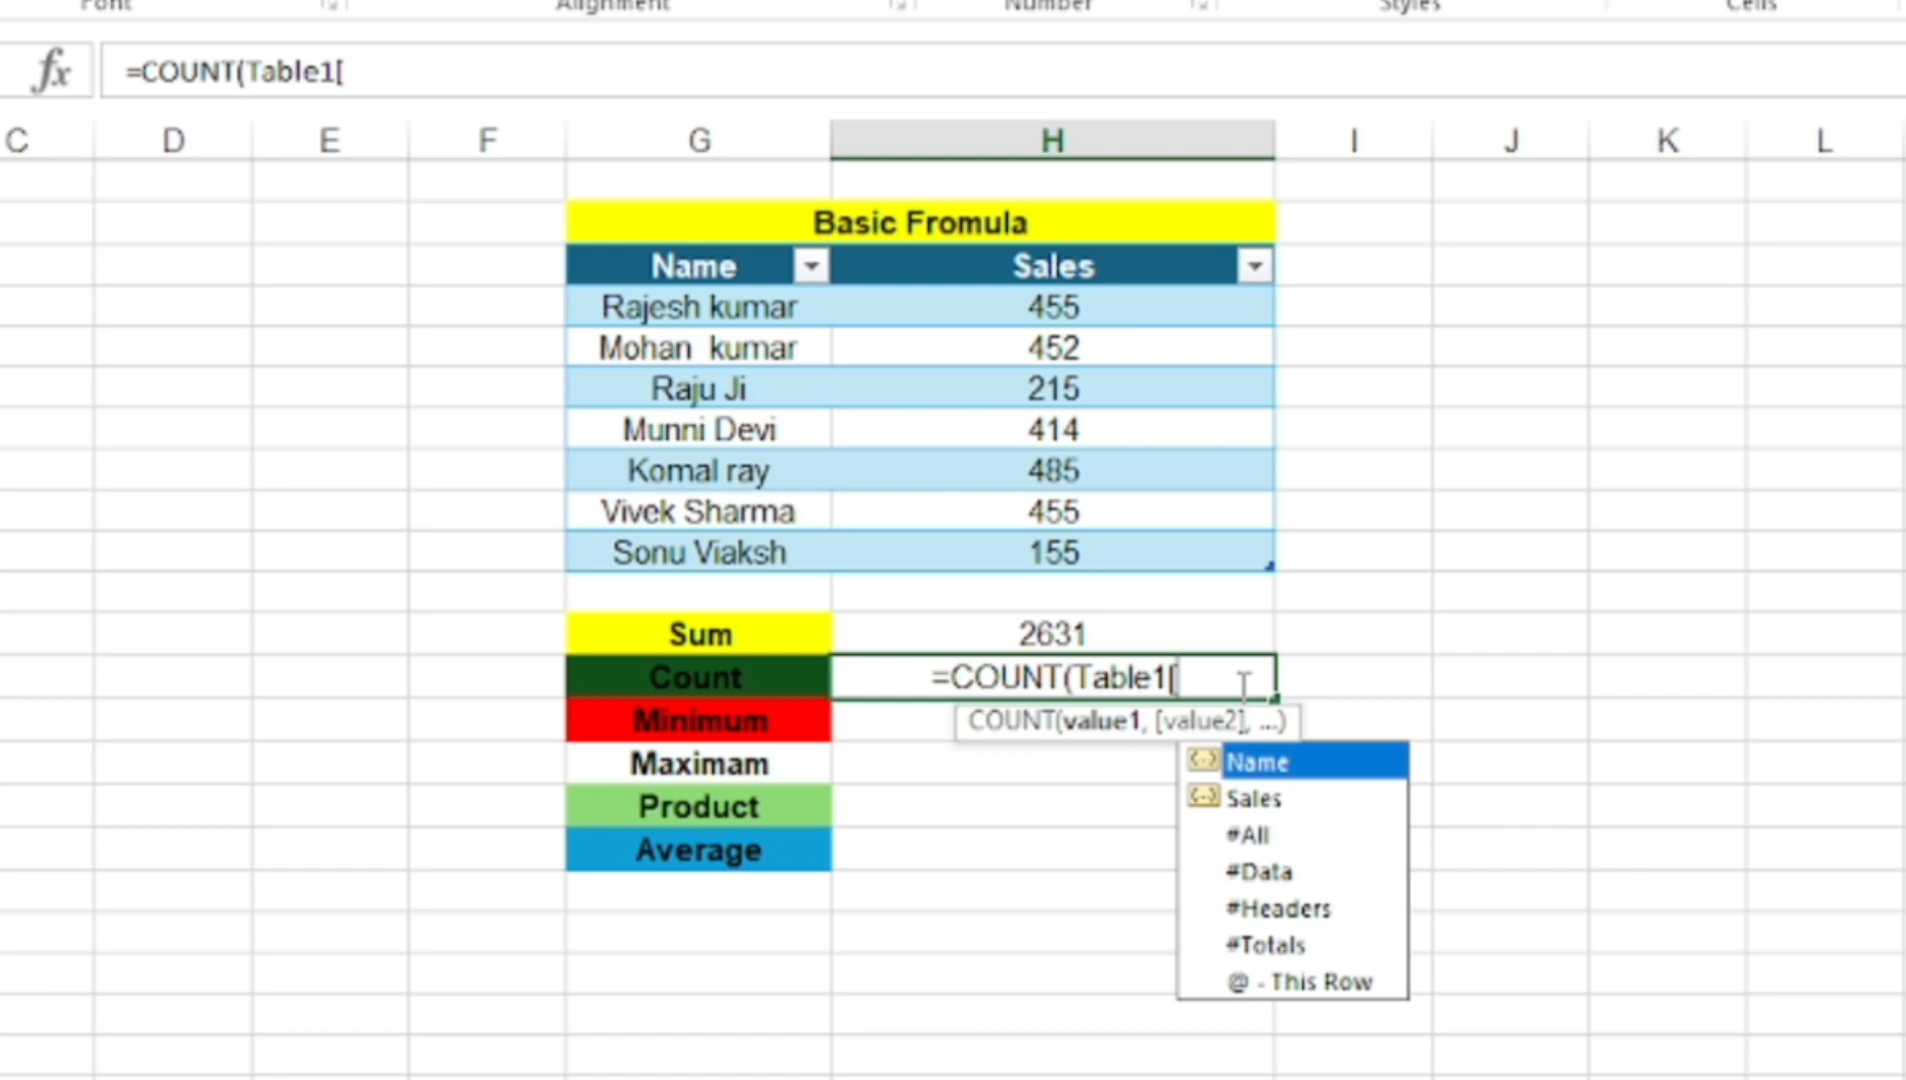 Font Alignment Number Styles Cells
fx =COUNT(Table1[
C D E F G H I J K L
Basic Fromula
Name Sales
Rajesh kumar 455
Mohan kumar 452
Raju Ji 215
Munni Devi 414
Komal ray 485
Vivek Sharma 455
Sonu Viaksh 155
Sum 2631
Count =COUNT(Table1[
Minimum COUNT(value1, [value2], ...)
Maximam Name
Sales
Product #All
Average #Data
#Headers
#Totals
@ - This Row